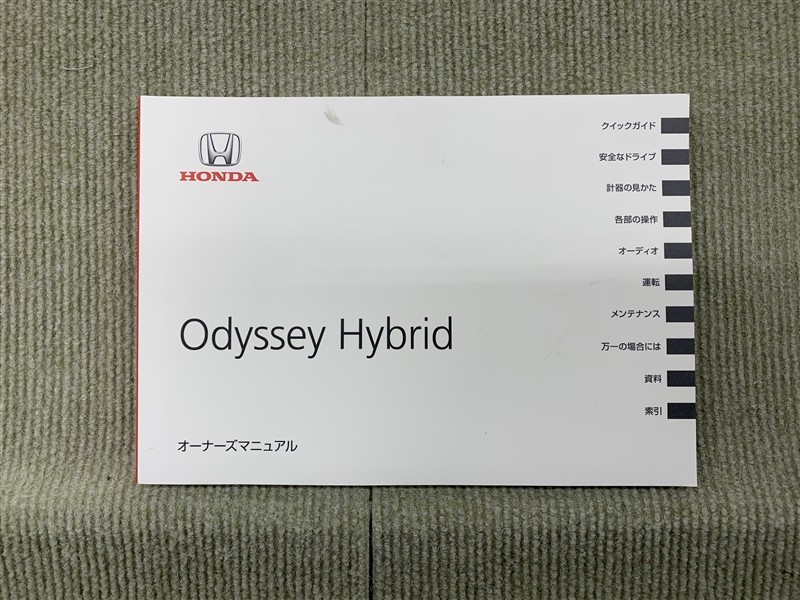 HONDA
Odyssey Hybrid
オーナーズマニュアル
クイックガイド
安全なドライブ
計器の見かた
各部の操作
オーディオ
運転
メンテナンス
万一の場合には
資料
索引